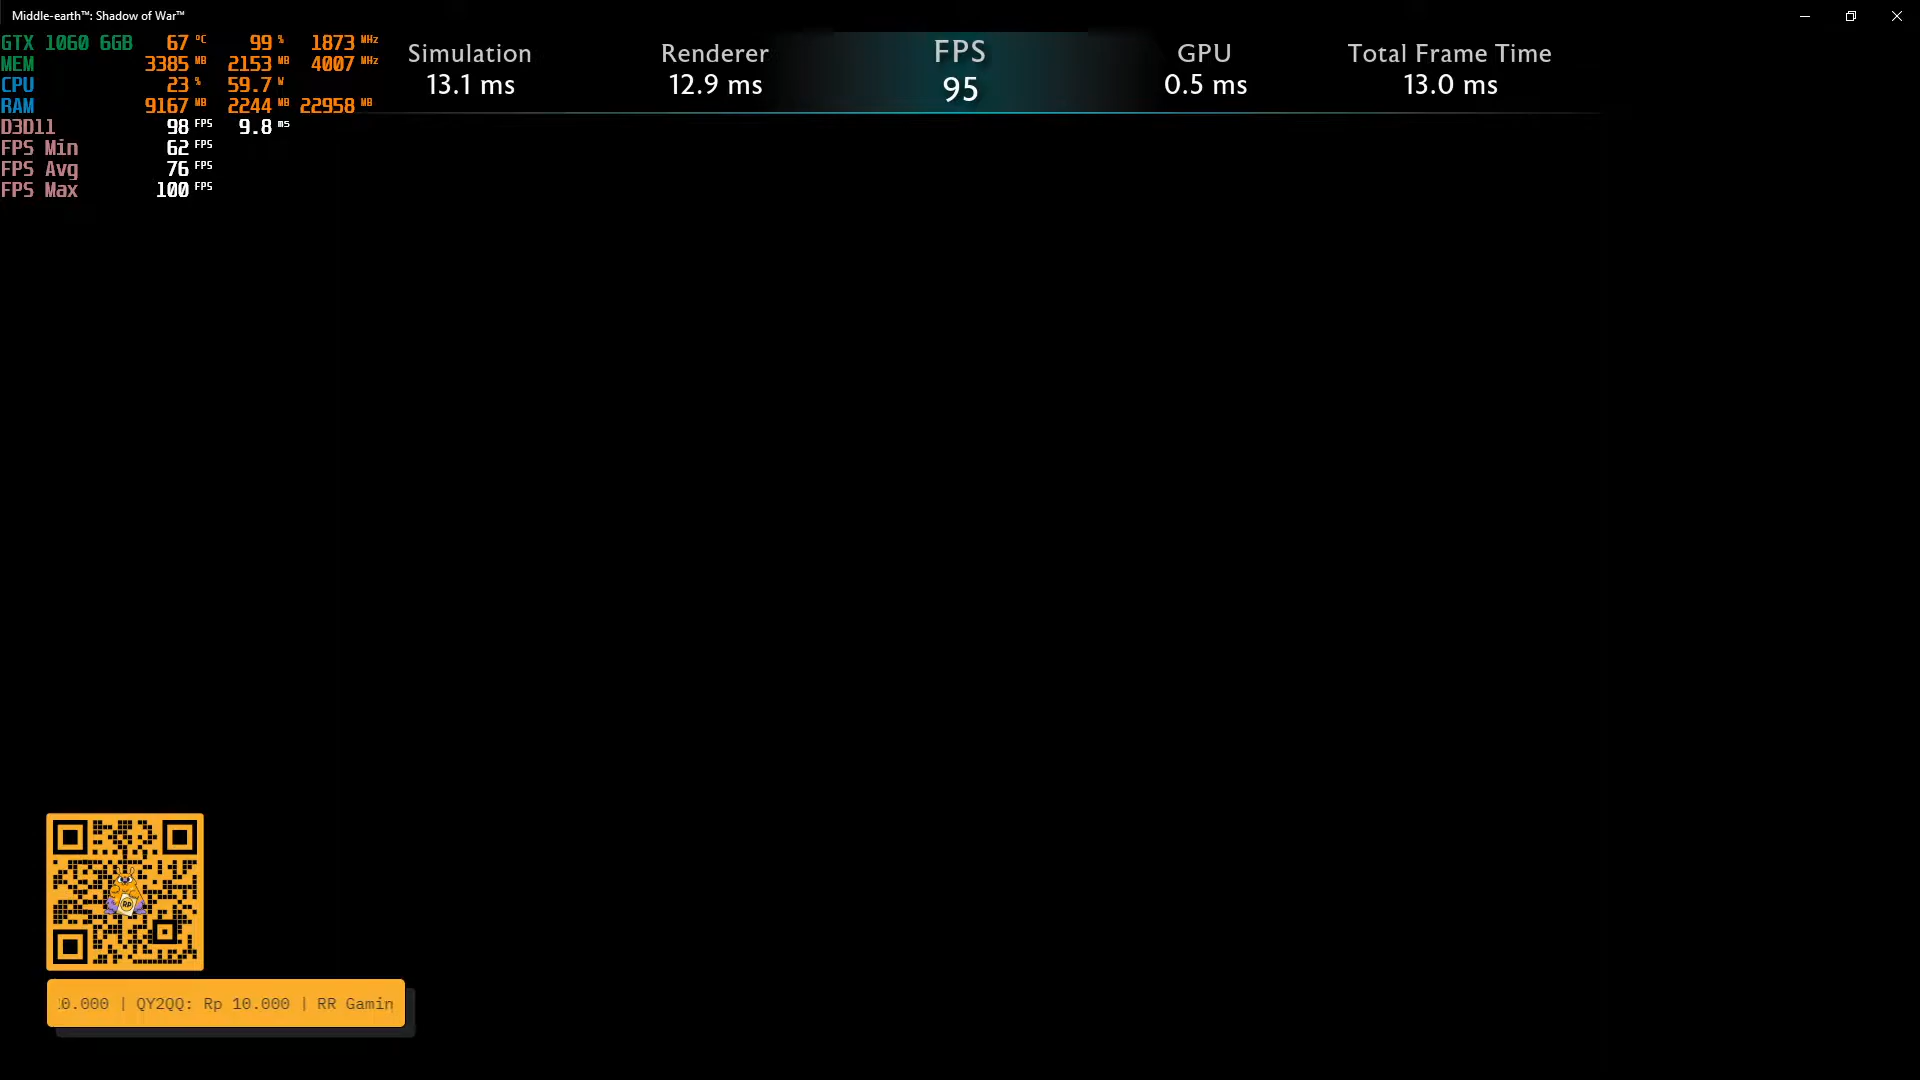 Middle-earth™: Shadow of War™
GTX 1060 6GB 67 °C 99 % 1873 MHz
MEM 3385 MB 2153 MB 4007 MHz
CPU 23 % 59.7 W
RAM 9167 MB 2244 MB 22958 MB
D3D11 98 FPS 9.8 ms
FPS Min 62 FPS
FPS Avg 76 FPS
FPS Max 100 FPS
Simulation Renderer FPS GPU Total Frame Time
13.1 ms 12.9 ms 95 0.5 ms 13.0 ms
RP
0.000 | QY2QQ: Rp 10.000 | RR Gamin